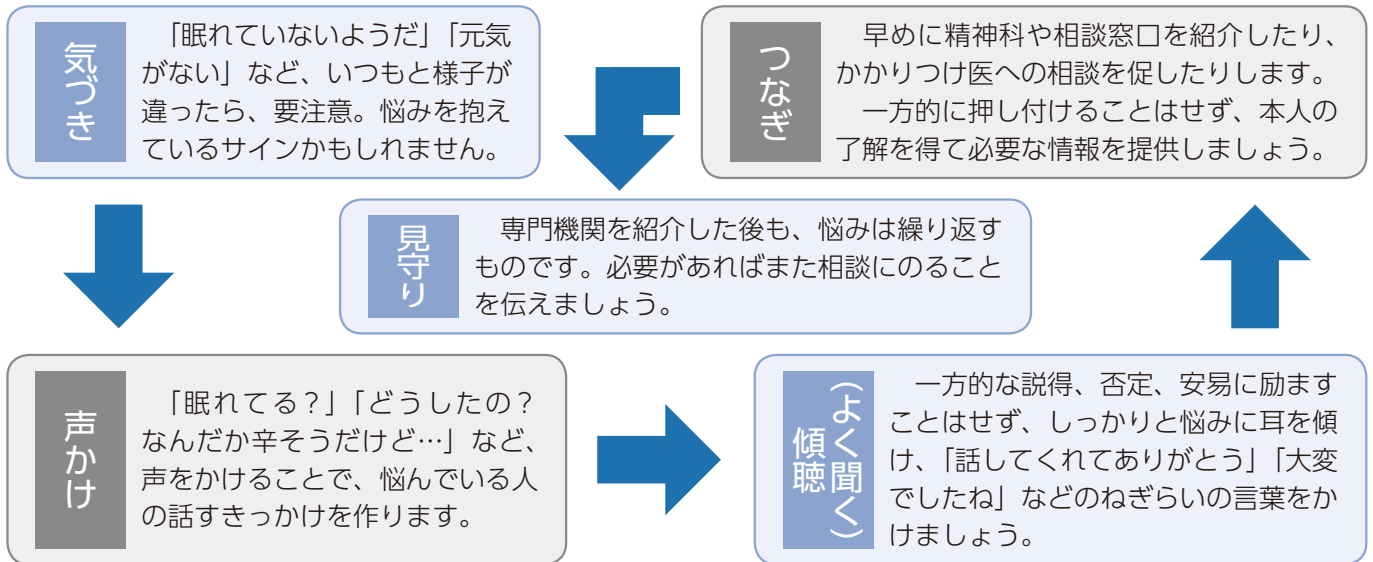 気づき
「眠れていないようだ」「元気
がない」など、いつもと様子が
違ったら、要注意。悩みを抱え
ているサインかもしれません。
声かけ
「眠れてる?」「どうしたの?
なんだか辛そうだけど…」など、
声をかけることで、悩んでいる人
の話すきっかけを作ります。
傾聴
(よく聞く)
一方的な説得、否定、安易に励ます
ことはせず、しっかりと悩みに耳を傾
け、「話してくれてありがとう」「大変
でしたね」などのねぎらいの言葉をか
けましょう。
つなぎ
早めに精神科や相談窓口を紹介したり、
かかりつけ医への相談を促したりします。
一方的に押し付けることはせず、本人の
了解を得て必要な情報を提供しましょう。
見守り
専門機関を紹介した後も、悩みは繰り返す
ものです。必要があればまた相談にのること
を伝えましょう。